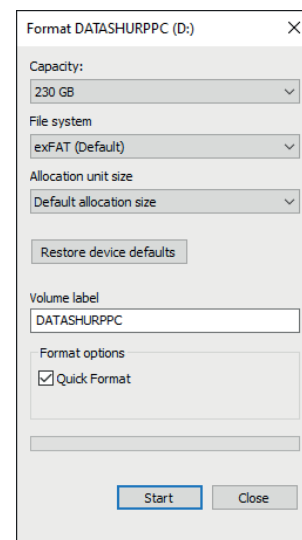 Format DATASHURPPC (D:)
Capacity:
230 GB
File system
exFAT (Default)
Allocation unit size
Default allocation size
Restore device defaults
Volume label
DATASHURPPC
Format options
Quick Format
Start Close